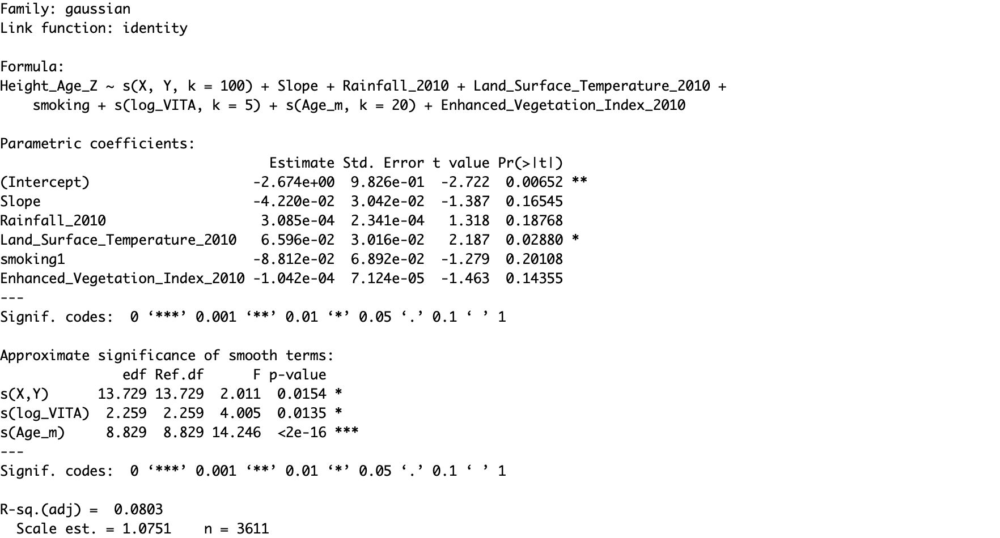 Family: gaussian
Link function: identity

Formula:
Height_Age_Z ~ s(X, Y, k = 100) + Slope + Rainfall_2010 + Land_Surface_Temperature_2010 +
    smoking + s(log_VITA, k = 5) + s(Age_m, k = 20) + Enhanced_Vegetation_Index_2010

Parametric coefficients:
                                 Estimate Std. Error t value Pr(>|t|)
(Intercept)                    -2.674e+00  9.826e-01  -2.722  0.00652 **
Slope                          -4.220e-02  3.042e-02  -1.387  0.16545
Rainfall_2010                   3.085e-04  2.341e-04   1.318  0.18768
Land_Surface_Temperature_2010   6.596e-02  3.016e-02   2.187  0.02880 *
smoking1                       -8.812e-02  6.892e-02  -1.279  0.20108
Enhanced_Vegetation_Index_2010 -1.042e-04  7.124e-05  -1.463  0.14355
---
Signif. codes:  0 ‘***’ 0.001 ‘**’ 0.01 ‘*’ 0.05 ‘.’ 0.1 ‘ ’ 1

Approximate significance of smooth terms:
               edf Ref.df      F p-value
s(X,Y)      13.729 13.729  2.011  0.0154 *
s(log_VITA)  2.259  2.259  4.005  0.0135 *
s(Age_m)     8.829  8.829 14.246  <2e-16 ***
---
Signif. codes:  0 ‘***’ 0.001 ‘**’ 0.01 ‘*’ 0.05 ‘.’ 0.1 ‘ ’ 1

R-sq.(adj) =  0.0803
  Scale est. = 1.0751    n = 3611